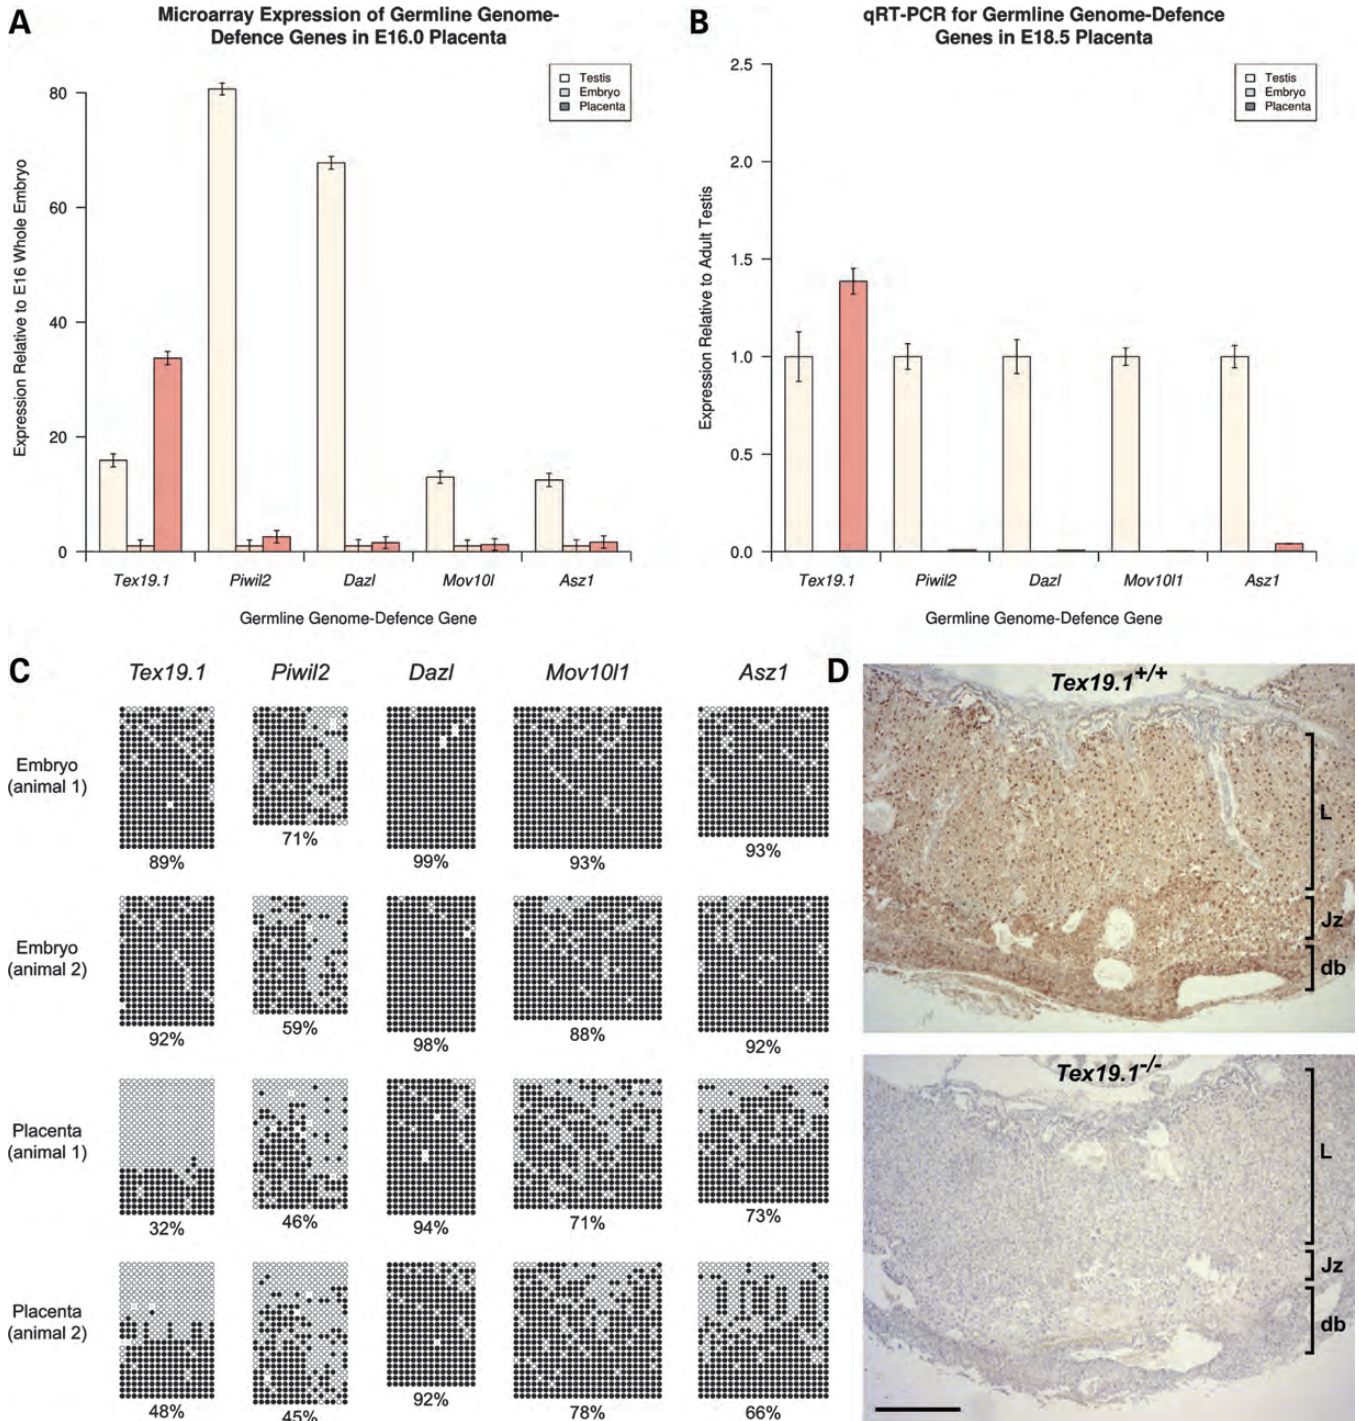 A
Microarray Expression of Germline Genome-
Defence Genes in E16.0 Placenta
Testis
Embryo
Placenta
80
60
40
20
0
Expression Relative to E16 Whole Embryo
Tex19.1 Piwil2 Dazl Mov10l Asz1
Germline Genome-Defence Gene
B
qRT-PCR for Germline Genome-Defence
Genes in E18.5 Placenta
Testis
Embryo
Placenta
2.5
2.0
1.5
1.0
0.5
0.0
Expression Relative to Adult Testis
Tex19.1 Piwil2 Dazl Mov10l1 Asz1
Germline Genome-Defence Gene
C
Tex19.1 Piwil2 Dazl Mov10l1 Asz1
Embryo
(animal 1)
89% 71% 99% 93% 93%
Embryo
(animal 2)
92% 59% 98% 88% 92%
Placenta
(animal 1)
32% 46% 94% 71% 73%
Placenta
(animal 2)
48% 45% 92% 78% 66%
D
Tex19.1+/+
L
Jz
db
Tex19.1-/-
L
Jz
db